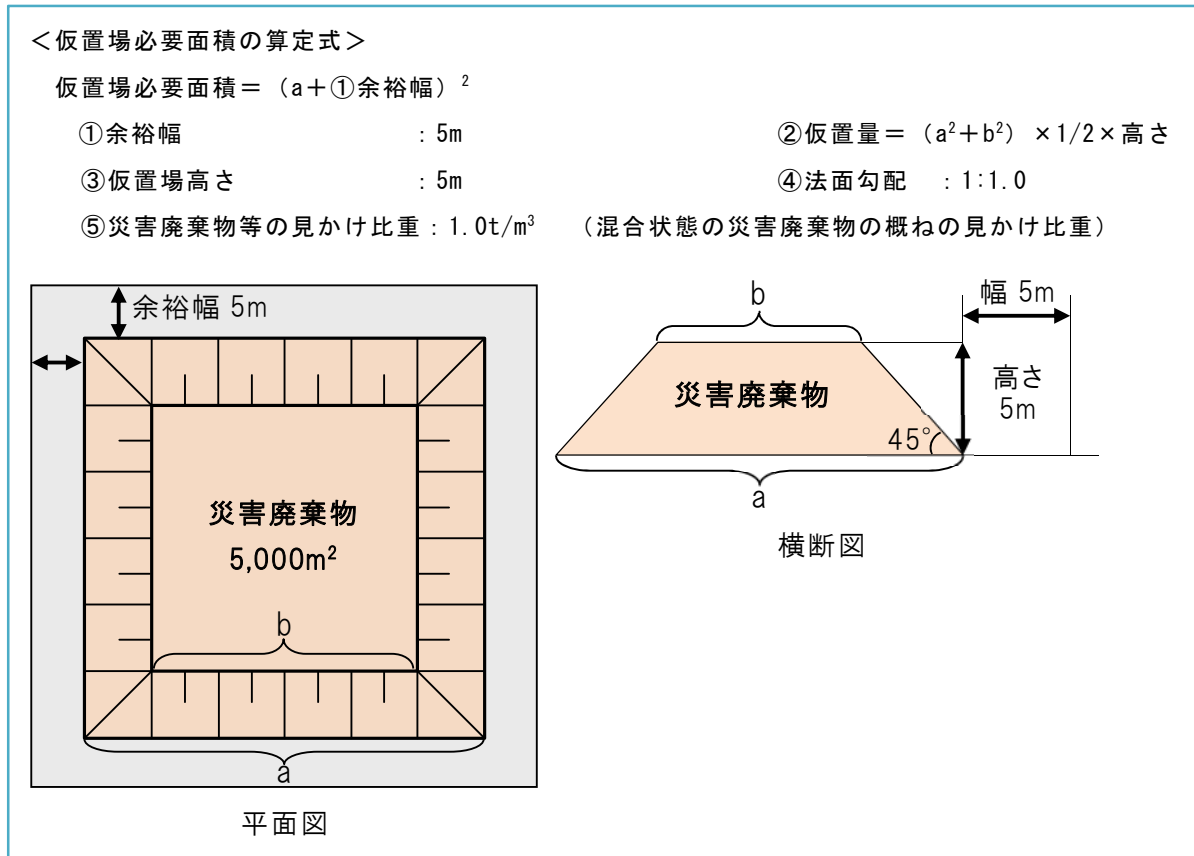 ＜仮置場必要面積の算定式＞
仮置場必要面積＝（a＋①余裕幅）²
①余裕幅：5m ②仮置量＝（a²＋b²）×1/2×高さ
③仮置場高さ：5m ④法面勾配：1:1.0
⑤災害廃棄物等の見かけ比重：1.0t/m³ （混合状態の災害廃棄物の概ねの見かけ比重）
余裕幅 5m
災害廃棄物
5,000m²
b
a
平面図
b
幅 5m
災害廃棄物
高さ
5m
45°
a
横断図